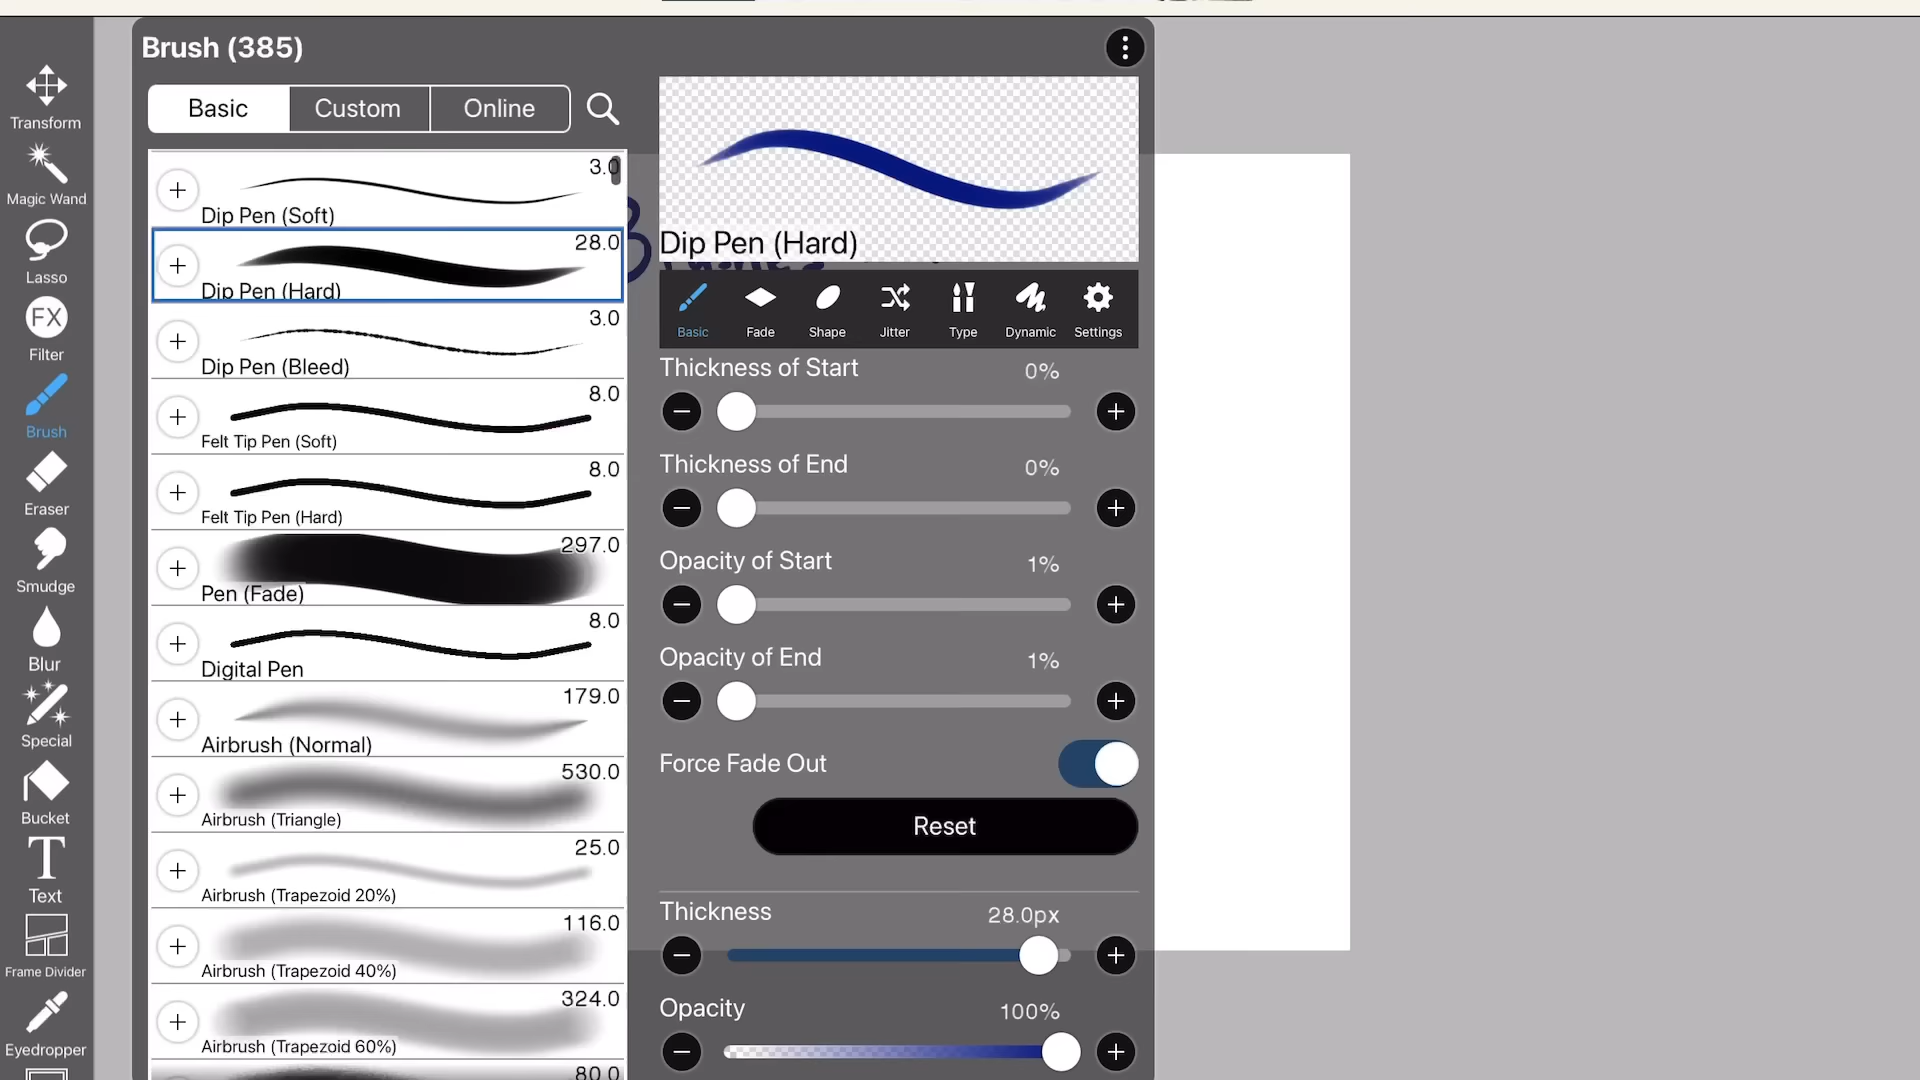 Brush (385)
Basic
Custom
Online
Transform
Magic Wand
Lasso
FX
Filter
Brush
Eraser
Smudge
Blur
Special
Bucket
T
Text
Frame Divider
Eyedropper
3.0
Dip Pen (Soft)
28.0
Dip Pen (Hard)
3.0
Dip Pen (Bleed)
8.0
Felt Tip Pen (Soft)
8.0
Felt Tip Pen (Hard)
297.0
Pen (Fade)
8.0
Digital Pen
179.0
Airbrush (Normal)
530.0
Airbrush (Triangle)
25.0
Airbrush (Trapezoid 20%)
116.0
Airbrush (Trapezoid 40%)
324.0
Airbrush (Trapezoid 60%)
80.0
Dip Pen (Hard)
Basic
Fade
Shape
Jitter
Type
Dynamic
Settings
Thickness of Start 0%
Thickness of End 0%
Opacity of Start 1%
Opacity of End 1%
Force Fade Out
Reset
Thickness 28.0px
Opacity 100%